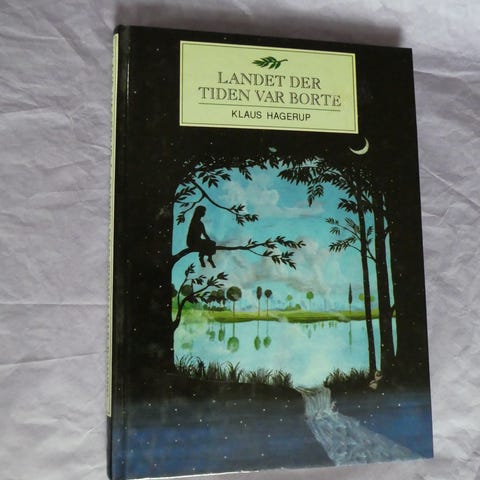 LANDET DER
TIDEN VAR BORTE
KLAUS HAGERUP